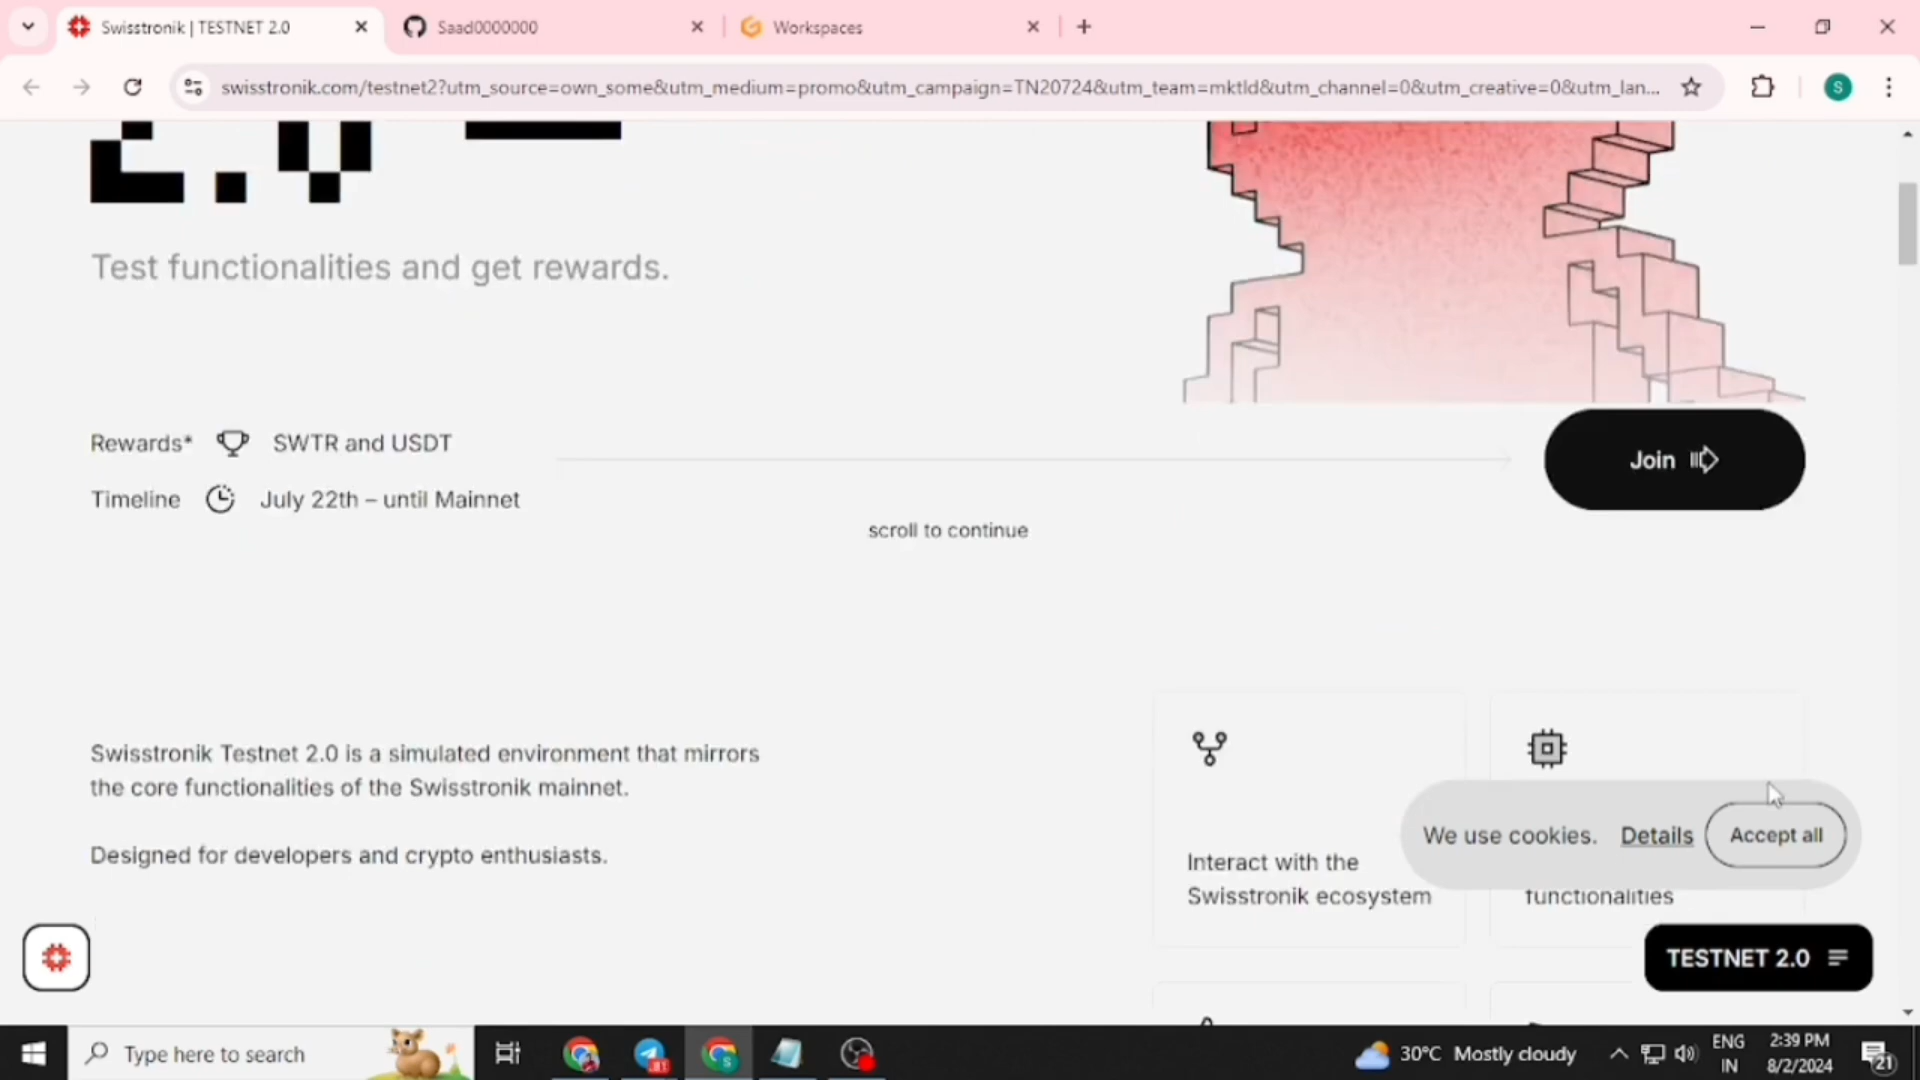 Swisstronik | TESTNET 2.0
Saad0000000
Workspaces
swisstronik.com/testnet2?utm_source=own_some&utm_medium=promo&utm_campaign=TN20724&utm_team=mktld&utm_channel=0&utm_creative=0&utm_lan...
S
2.0
Test functionalities and get rewards.
Rewards* SWTR and USDT
Join
Timeline July 22th – until Mainnet
scroll to continue
Swisstronik Testnet 2.0 is a simulated environment that mirrors
the core functionalities of the Swisstronik mainnet.
Designed for developers and crypto enthusiasts.
Interact with the
Swisstronik ecosystem
functionalities
We use cookies. Details Accept all
TESTNET 2.0
Type here to search
30°C Mostly cloudy
ENG
IN
2:39 PM
8/2/2024
21